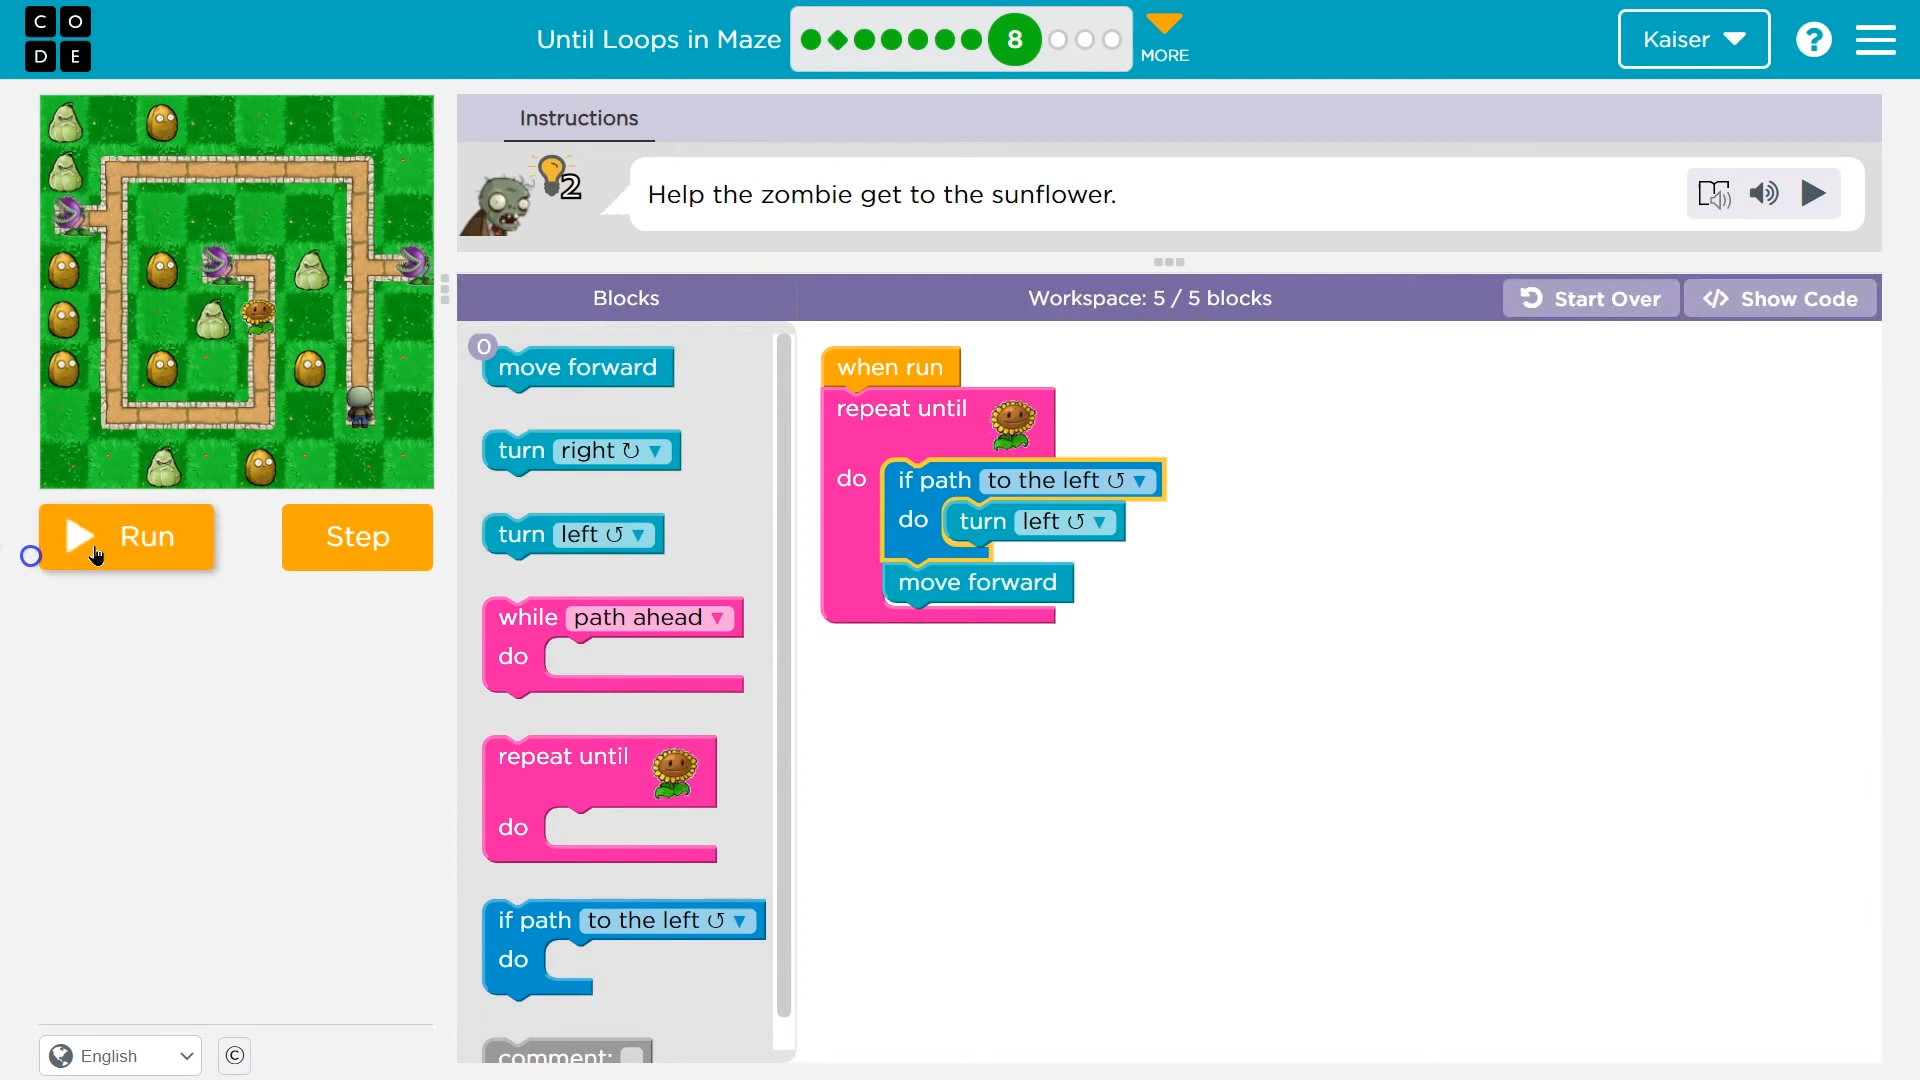 C O
D E
Until Loops in Maze
8
MORE
Kaiser
?
Instructions
2
Help the zombie get to the sunflower.
Blocks
Workspace: 5 / 5 blocks
Start Over
</> Show Code
0
move forward
turn right ↻ ▼
turn left ↺ ▼
while path ahead ▼
do
repeat until
do
if path to the left ↺ ▼
do
comment:
when run
repeat until
do
if path to the left ↺ ▼
do turn left ↺ ▼
move forward
Run
Step
English
©